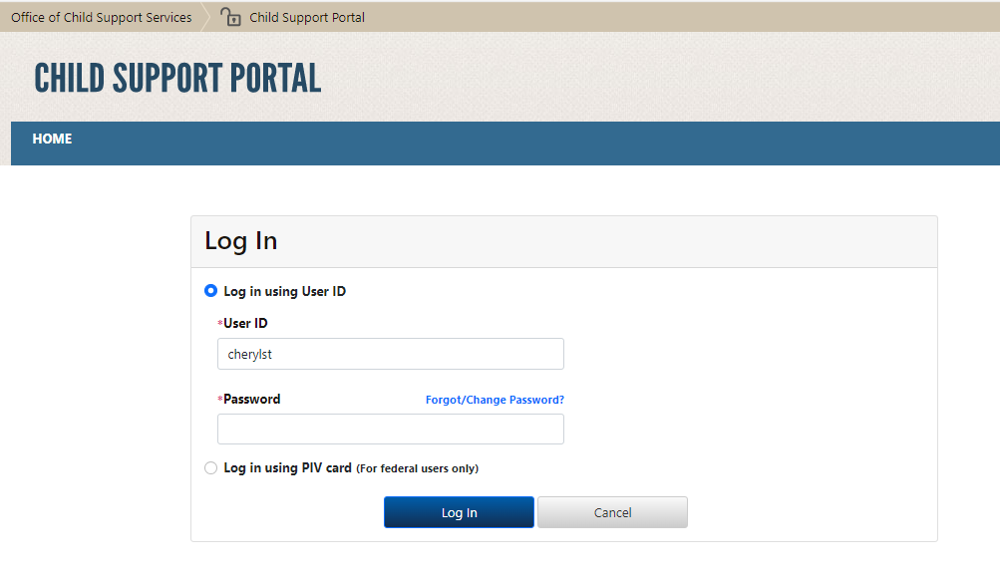 Office of Child Support Services Child Support Portal
CHILD SUPPORT PORTAL
HOME
Log In
Log in using User ID
*User ID
cherylst
*Password Forgot/Change Password?
Log in using PIV card (For federal users only)
Log In Cancel